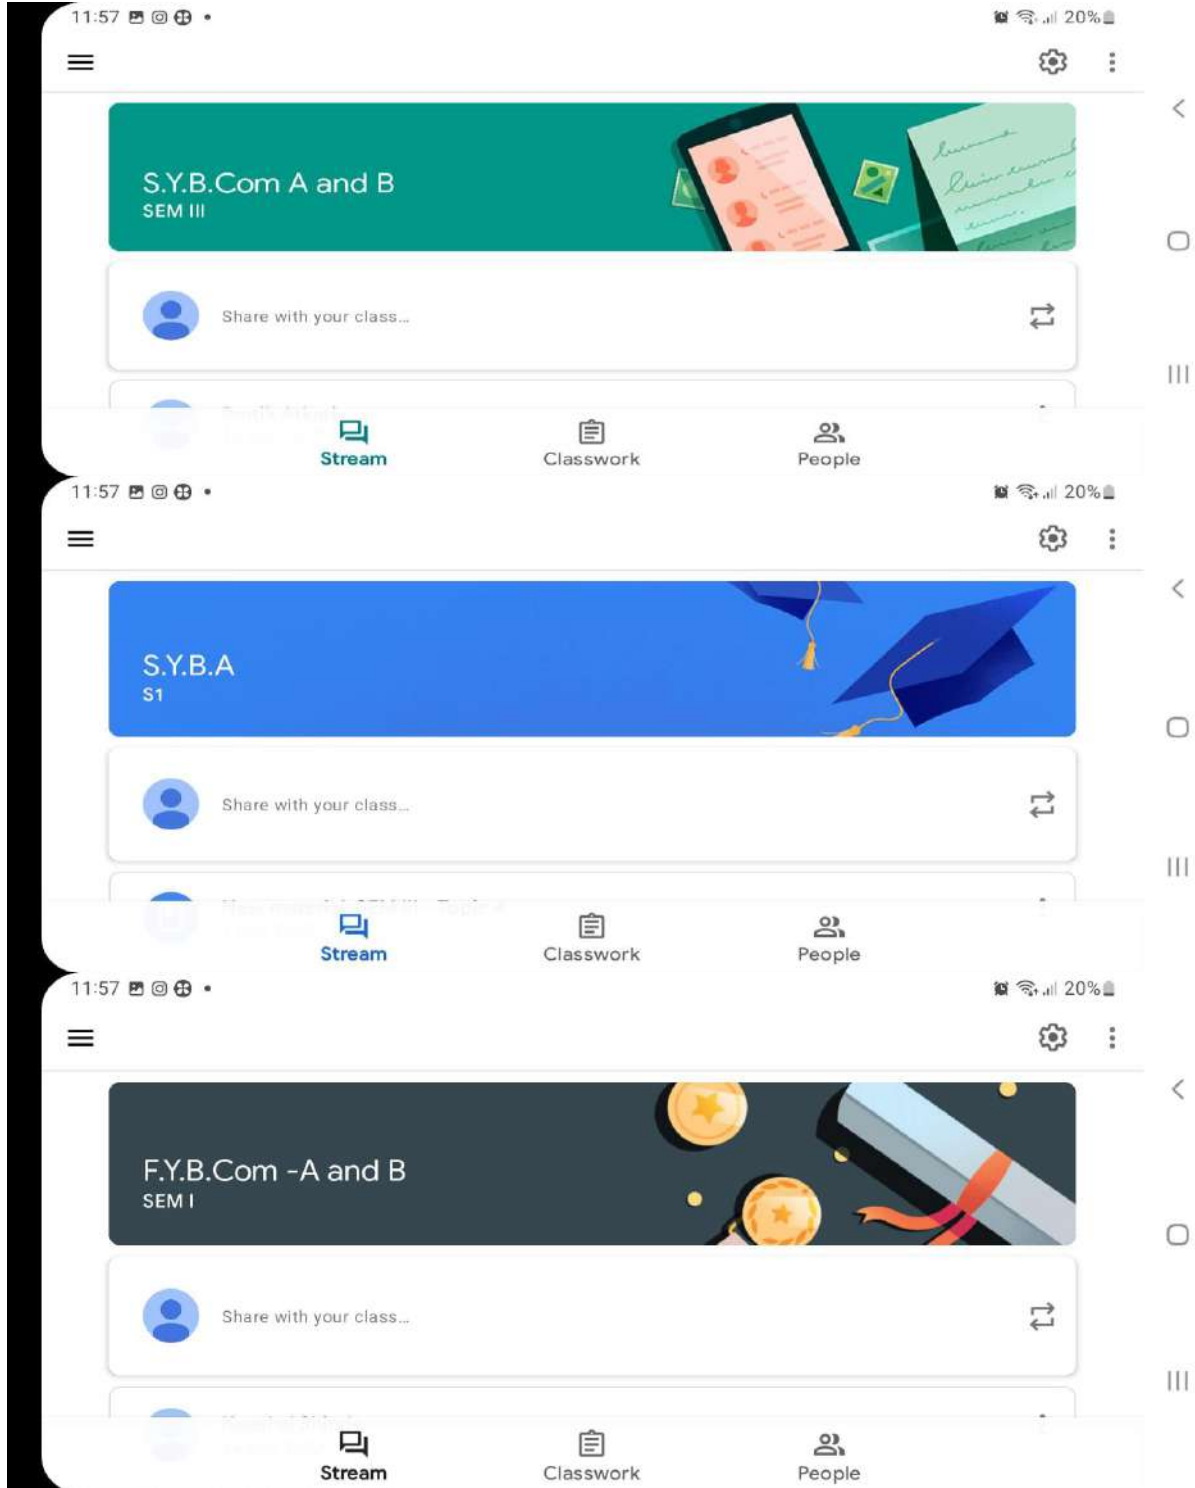 11:57
20%
S.Y.B.Com A and B
SEM III
Share with your class...
Stream Classwork People
11:57
20%
S.Y.B.A
S1
Share with your class...
Stream Classwork People
11:57
20%
F.Y.B.Com -A and B
SEM I
Share with your class...
Stream Classwork People